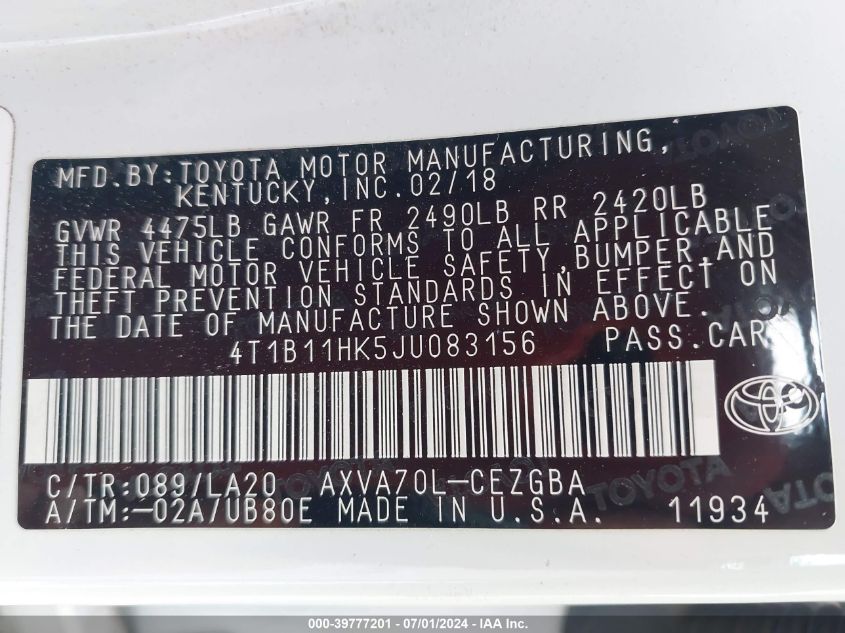 MFD.BY:TOYOTA MOTOR MANUFACTURING,
KENTUCKY,INC.02/18
GVWR 4475LB GAWR FR 2490LB RR 2420LB
THIS VEHICLE CONFORMS TO ALL APPLICABLE
FEDERAL MOTOR VEHICLE SAFETY,BUMPER,AND
THEFT PREVENTION STANDARDS IN EFFECT ON
THE DATE OF MANUFACTURE SHOWN ABOVE.
4T1B11HK5JU083156 PASS.CAR
C/TR:089/LA20 AXVA70L-CEZGBA
A/TM:-02A/UB80E MADE IN U.S.A. 11934
TOYOTA
000-39777201 - 07/01/2024 - IAA Inc.